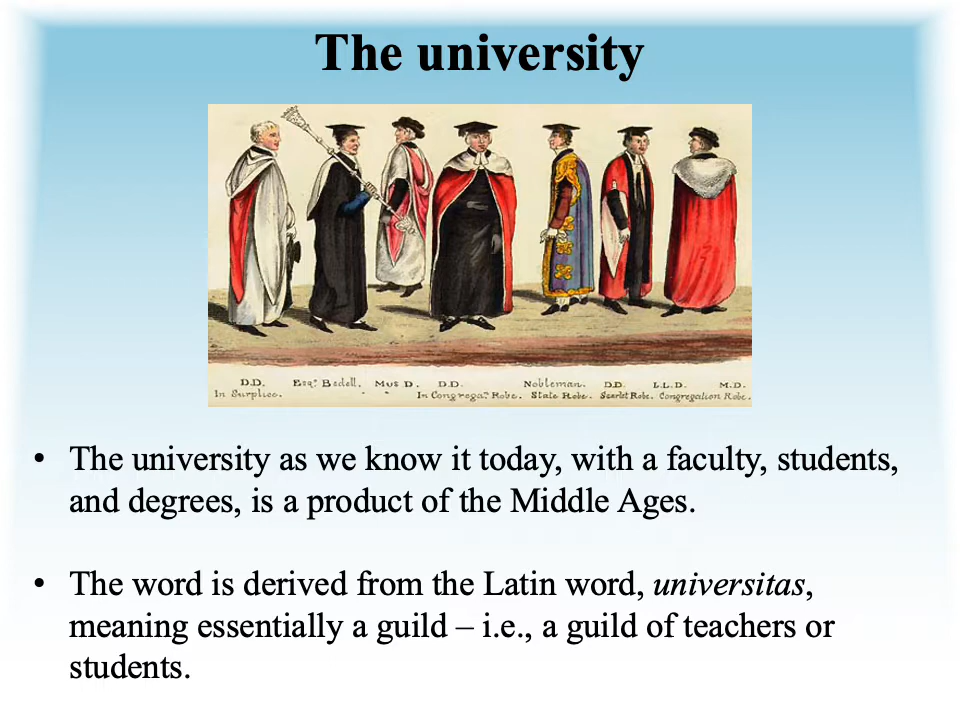 The university
D.D. Esqr. Bedell. Mus D. D.D. Nobleman. D.D. L.L.D. M.D.
In Surplice. " " In Congrega.n Robe. State Robe. Scarlet Robe. Congregation Robe.
• The university as we know it today, with a faculty, students,
and degrees, is a product of the Middle Ages.
• The word is derived from the Latin word, universitas,
meaning essentially a guild – i.e., a guild of teachers or
students.